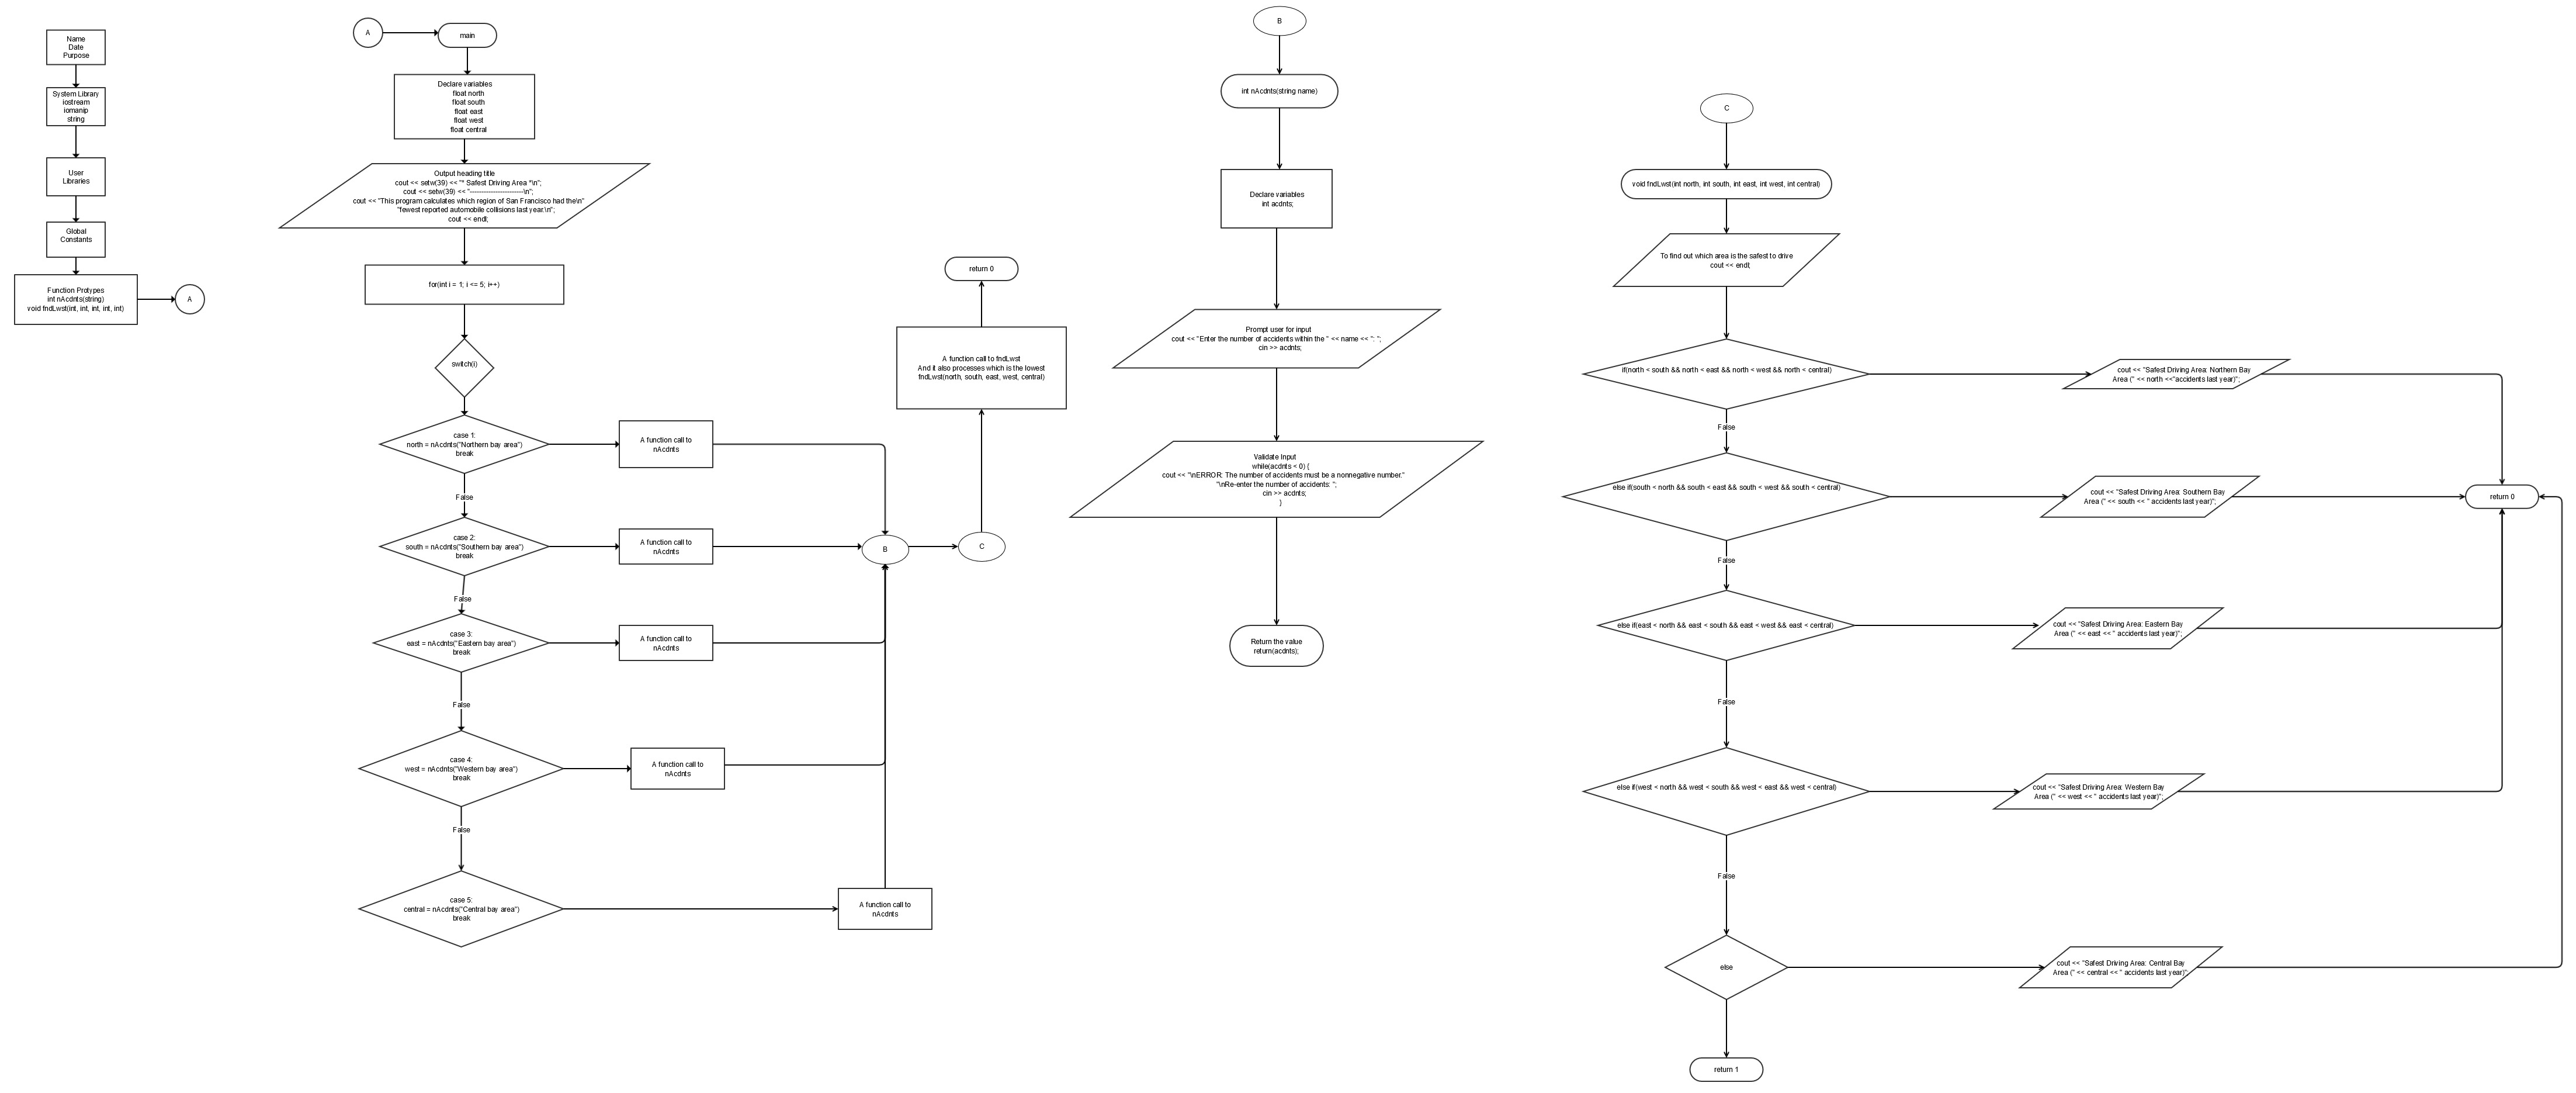 Name
Date
Purpose
System Library
iostream
iomanip
string
User
Libraries
Global
Constants
Function Protypes
int nAcdnts(string)
void fndLwst(int, int, int, int, int)
A
A
main
Declare variables
float north
float south
float east
float west
float central
Output heading title
cout << setw(39) << "* Safest Driving Area *\n";
cout << setw(39) << "-----------------------\n";
cout << "This program calculates which region of San Francisco had the\n"
"fewest reported automobile collisions last year.\n";
cout << endl;
for(int i = 1; i <= 5; i++)
switch(i)
case 1:
north = nAcdnts("Northern bay area")
break
A function call to
nAcdnts
False
case 2:
south = nAcdnts("Southern bay area")
break
A function call to
nAcdnts
False
case 3:
east = nAcdnts("Eastern bay area")
break
A function call to
nAcdnts
False
case 4:
west = nAcdnts("Western bay area")
break
A function call to
nAcdnts
False
case 5:
central = nAcdnts("Central bay area")
break
A function call to
nAcdnts
B
C
A function call to fndLwst
And it also processes which is the lowest
fndLwst(north, south, east, west, central)
return 0
B
int nAcdnts(string name)
Declare variables
int acdnts;
Prompt user for input
cout << "Enter the number of accidents within the " << name << ": ";
cin >> acdnts;
Validate Input
while(acdnts < 0) {
cout << "\nERROR: The number of accidents must be a nonnegative number."
"\nRe-enter the number of accidents: ";
cin >> acdnts;
}
Return the value
return(acdnts);
C
void fndLwst(int north, int south, int east, int west, int central)
To find out which area is the safest to drive
cout << endl;
if(north < south && north < east && north < west && north < central)
cout << "Safest Driving Area: Northern Bay
Area (" << north <<"accidents last year)";
False
else if(south < north && south < east && south < west && south < central)
cout << "Safest Driving Area: Southern Bay
Area (" << south << " accidents last year)";
return 0
False
else if(east < north && east < south && east < west && east < central)
cout << "Safest Driving Area: Eastern Bay
Area (" << east << " accidents last year)";
False
else if(west < north && west < south && west < east && west < central)
cout << "Safest Driving Area: Western Bay
Area (" << west << " accidents last year)";
False
else
cout << "Safest Driving Area: Central Bay
Area (" << central << " accidents last year)";
return 1